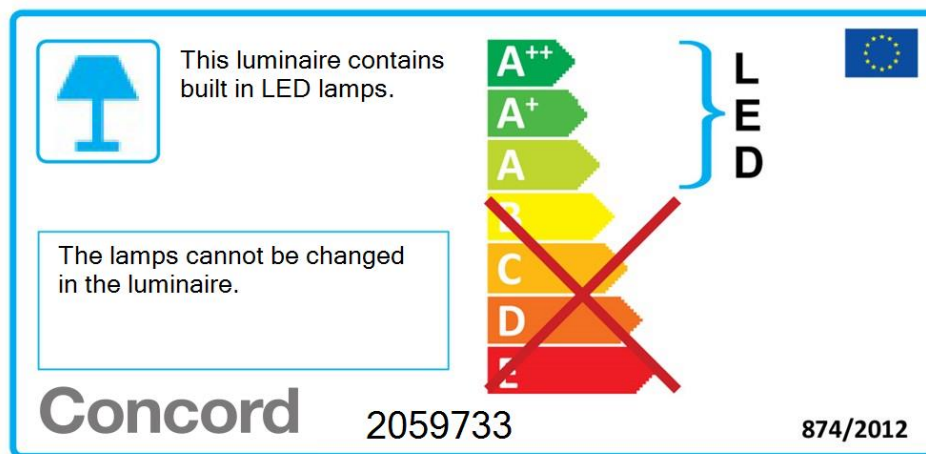 This luminaire contains
built in LED lamps.
A++
A+
A
B
C
D
E
L
E
D
The lamps cannot be changed
in the luminaire.
Concord
2059733
874/2012